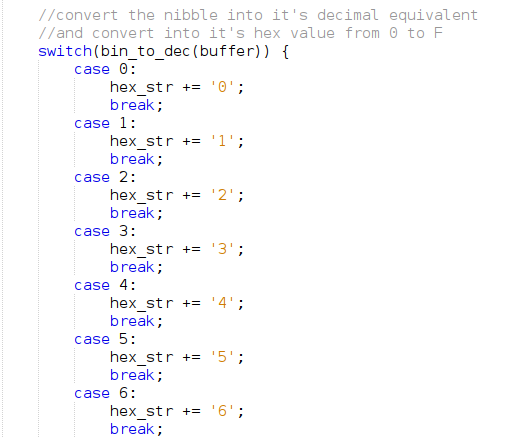 //convert the nibble into it's decimal equivalent
//and convert into it's hex value from 0 to F
switch(bin_to_dec(buffer)) {
case 0:
hex_str += '0';
break;
case 1:
hex_str += '1';
break;
case 2:
hex_str += '2';
break;
case 3:
hex_str += '3';
break;
case 4:
hex_str += '4';
break;
case 5:
hex_str += '5';
break;
case 6:
hex_str += '6';
break;